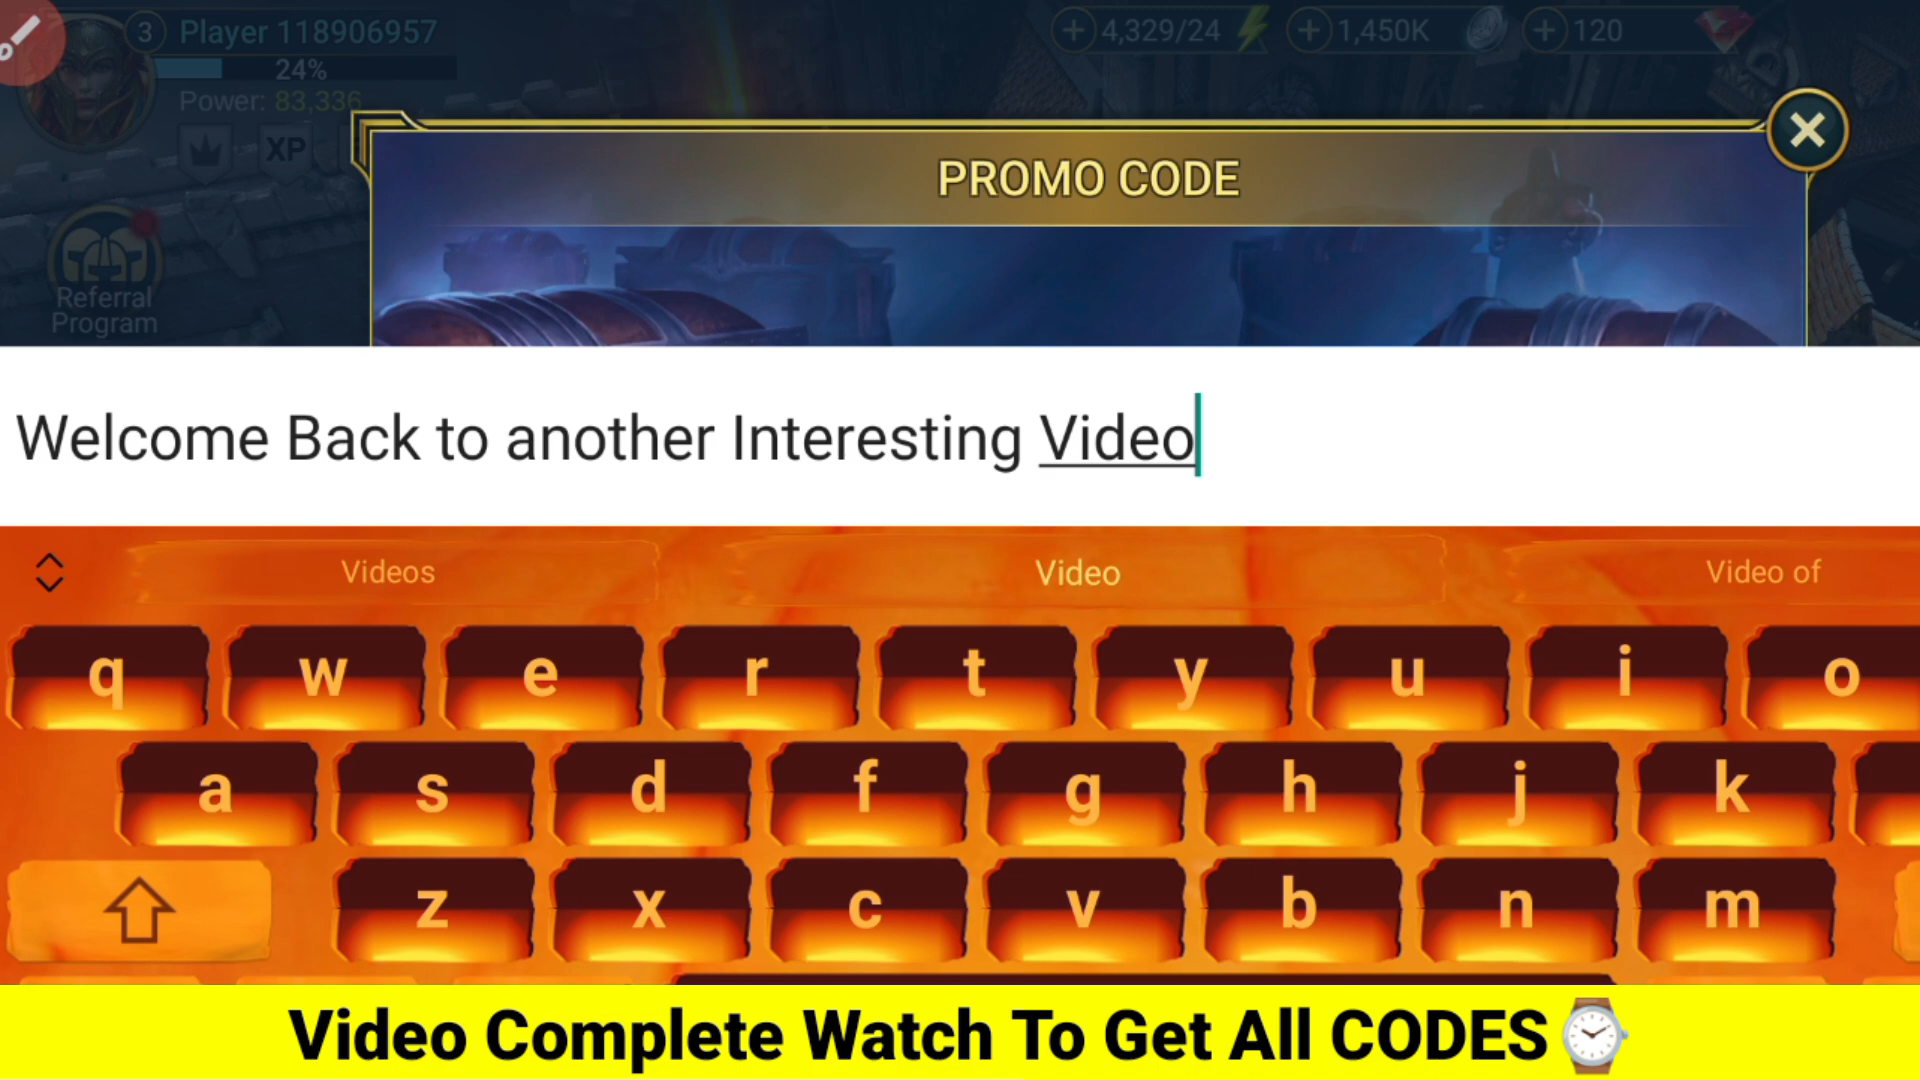 3 Player 118906957
4,329/24
1,450K
120
24%
Power: 83,336
XP
PROMO CODE
Referral
Program
Welcome Back to another Interesting Video
Videos
Video
Video of
q w e r t y u i o
a s d f g h j k
z x c v b n m
Video Complete Watch To Get All CODES